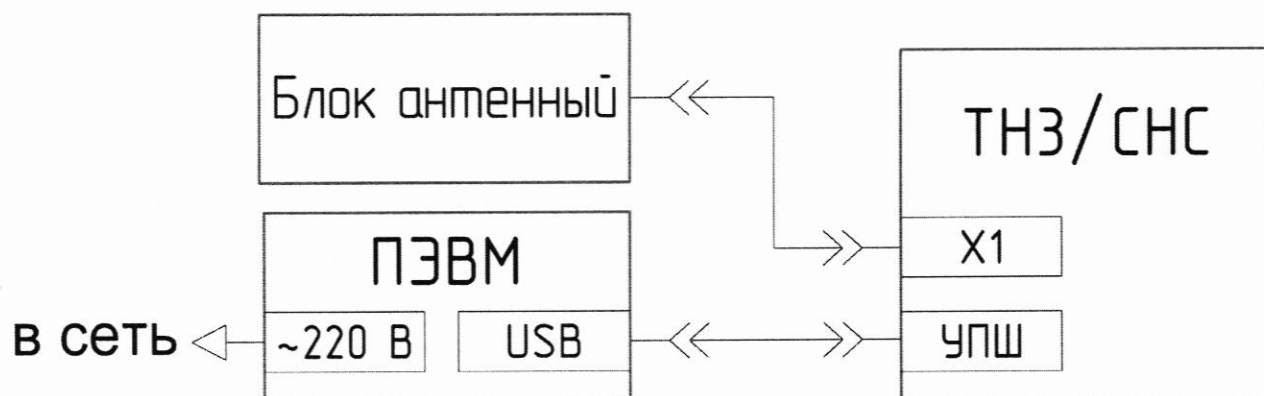 Блок антенный
ТНЗ/СНС
X1
ПЭВМ
в сеть
~220 В
USB
УПШ